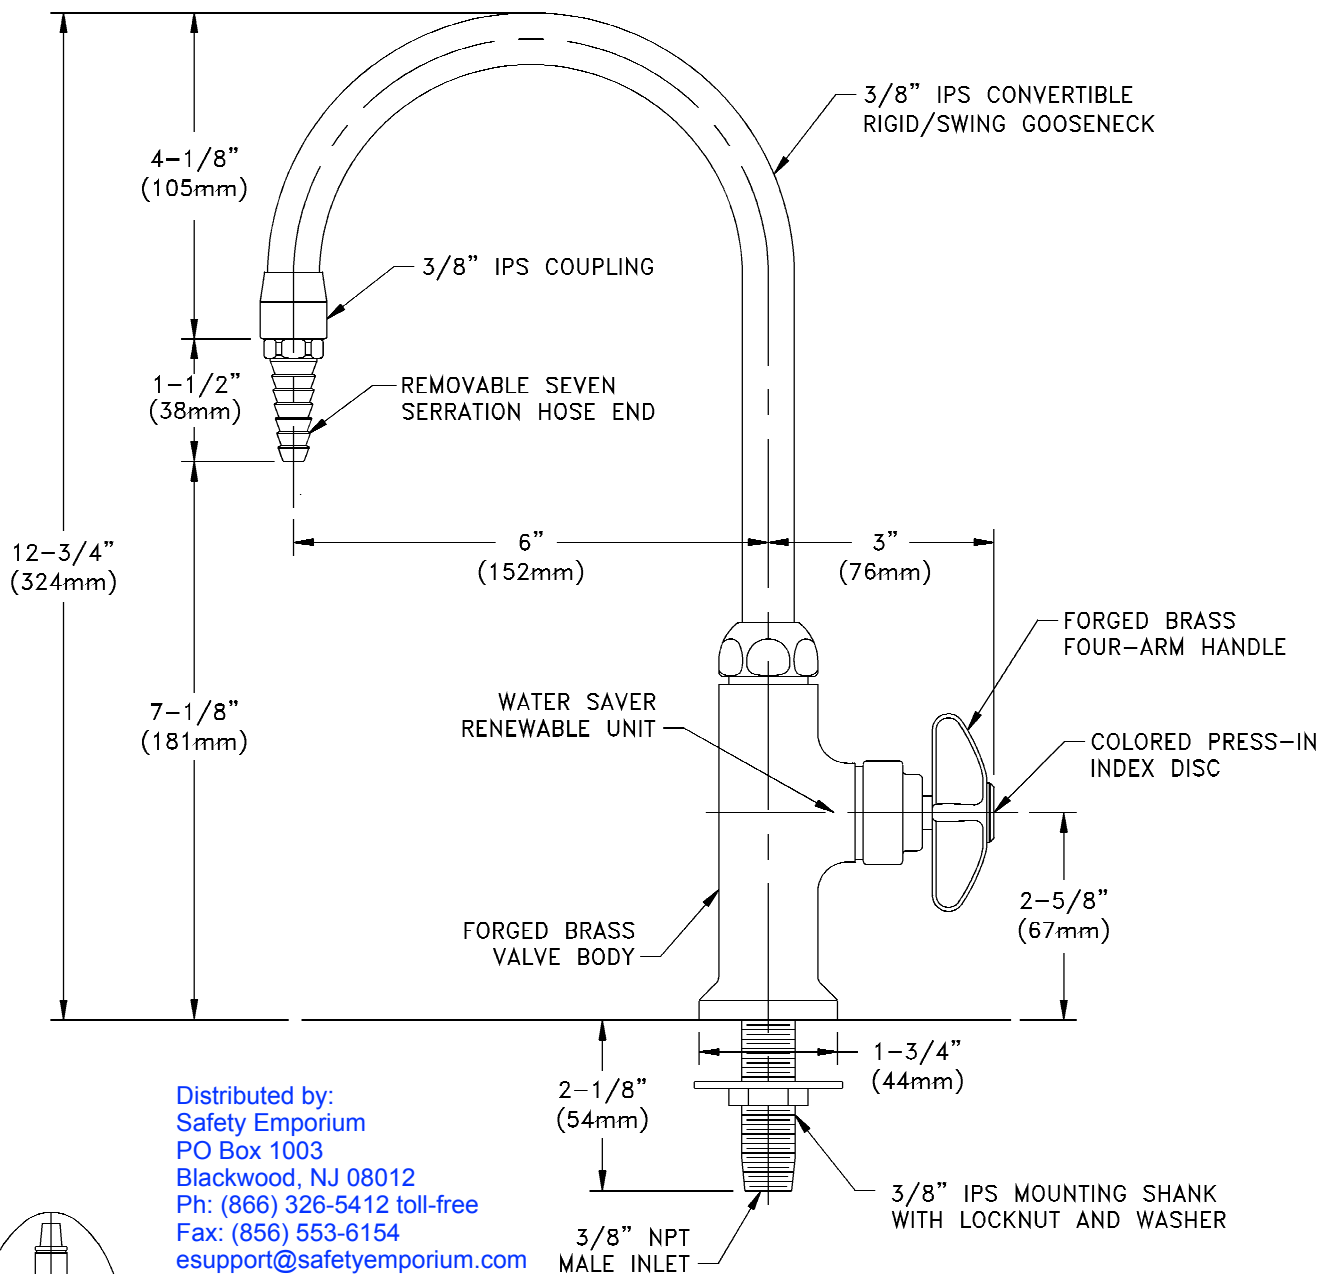 3/8” IPS CONVERTIBLE
RIGID/SWING GOOSENECK
4-1/8”
(105mm)
3/8” IPS COUPLING
1-1/2”
(38mm)
REMOVABLE SEVEN
SERRATION HOSE END
12-3/4”
(324mm)
6”
(152mm)
3”
(76mm)
FORGED BRASS
FOUR-ARM HANDLE
7-1/8”
(181mm)
WATER SAVER
RENEWABLE UNIT
COLORED PRESS-IN
INDEX DISC
2-5/8”
(67mm)
FORGED BRASS
VALVE BODY
1-3/4”
(44mm)
2-1/8”
(54mm)
Distributed by:
Safety Emporium
PO Box 1003
Blackwood, NJ 08012
Ph: (866) 326-5412 toll-free
Fax: (856) 553-6154
esupport@safetyemporium.com
3/8” IPS MOUNTING SHANK
WITH LOCKNUT AND WASHER
3/8” NPT
MALE INLET